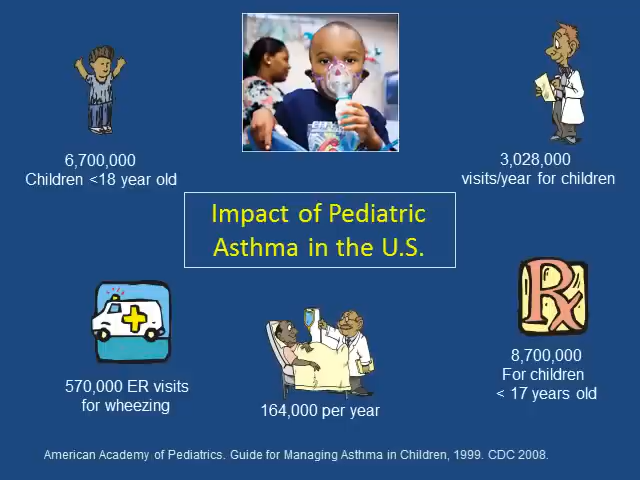 6,700,000
Children <18 year old
3,028,000
visits/year for children
Impact of Pediatric
Asthma in the U.S.
Rx
570,000 ER visits
for wheezing
164,000 per year
8,700,000
For children
< 17 years old
American Academy of Pediatrics. Guide for Managing Asthma in Children, 1999. CDC 2008.